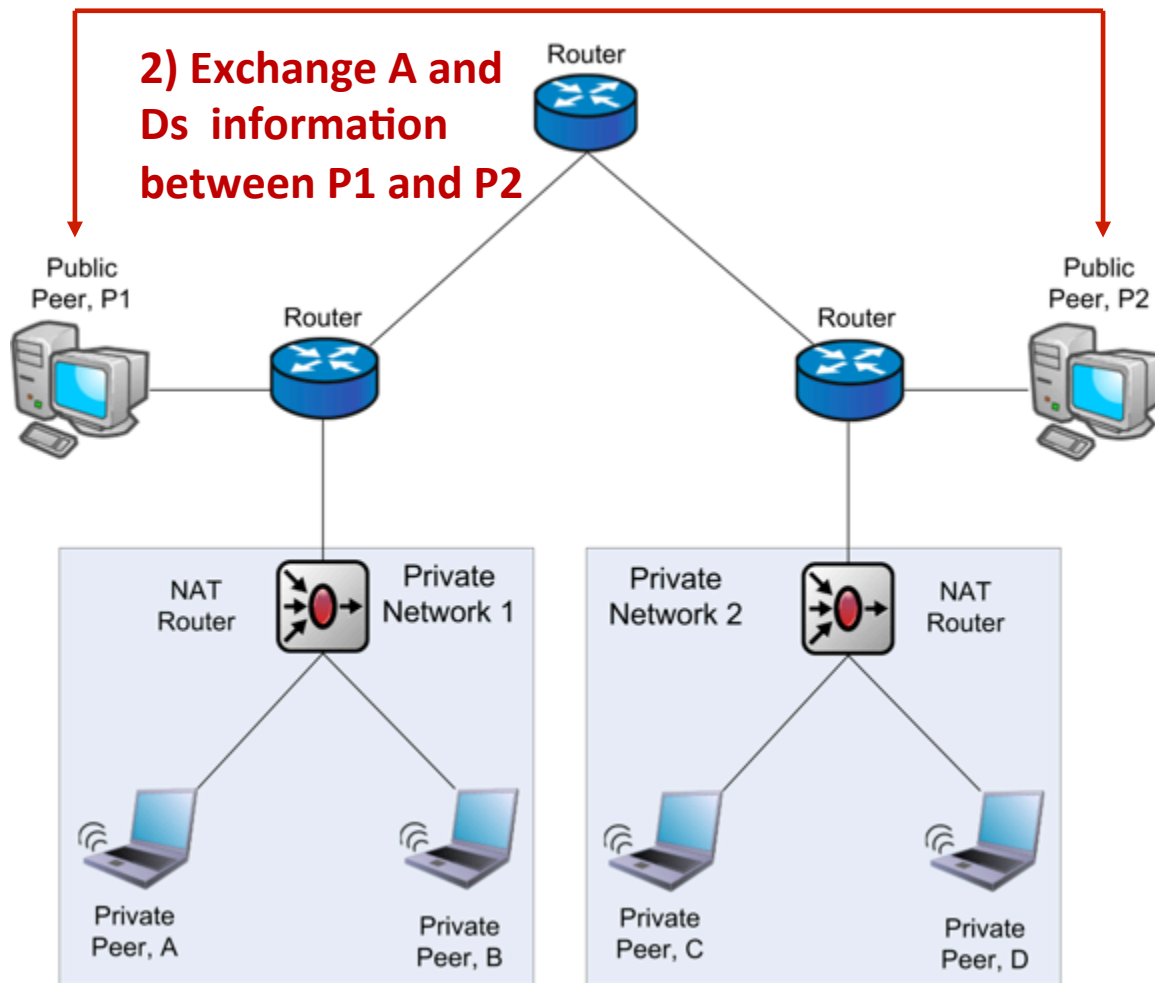 2) Exchange A and
Ds information
between P1 and P2
Router
Public
Peer, P1
Router
Router
Public
Peer, P2
NAT
Router
Private
Network 1
Private
Network 2
NAT
Router
Private
Peer, A
Private
Peer, B
Private
Peer, C
Private
Peer, D